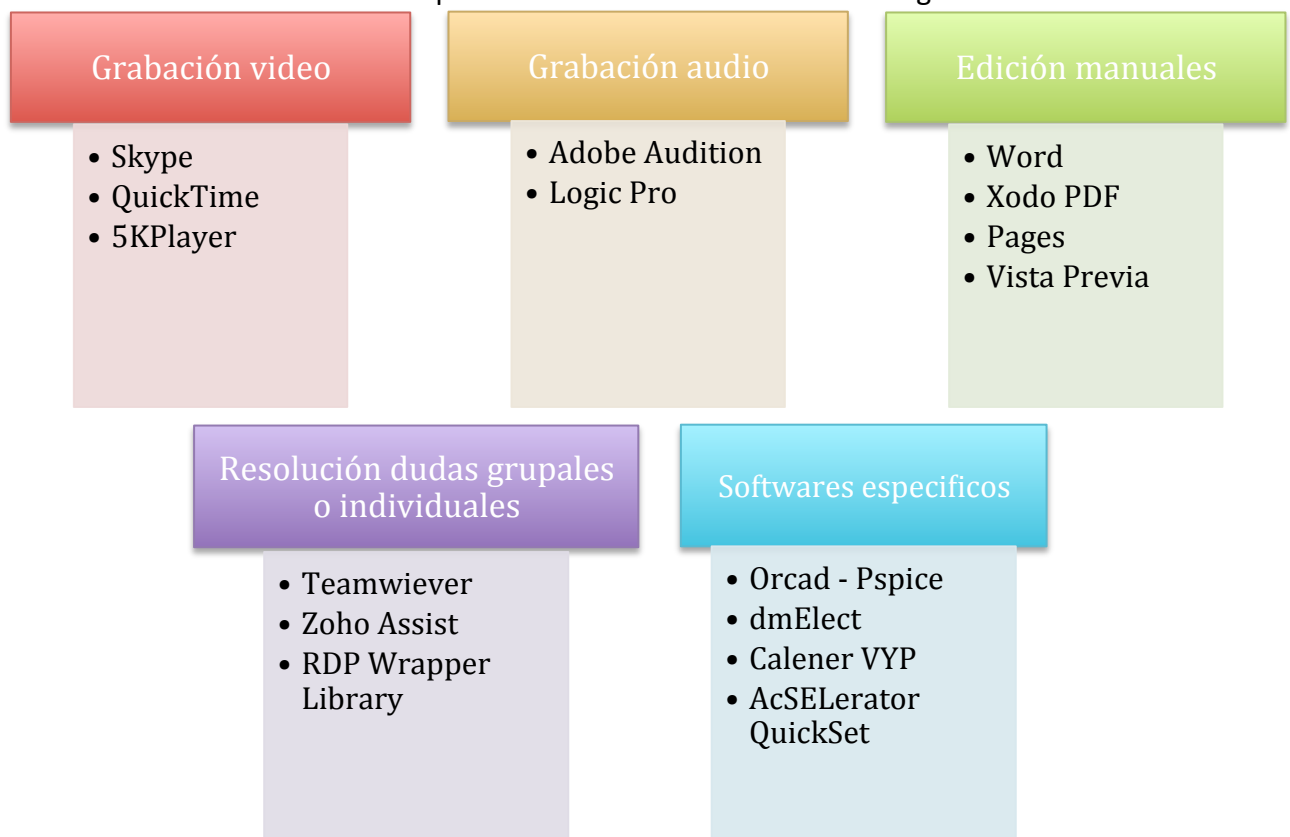 Grabación video
• Skype
• QuickTime
• 5KPlayer
Grabación audio
• Adobe Audition
• Logic Pro
Edición manuales
• Word
• Xodo PDF
• Pages
• Vista Previa
Resolución dudas grupales
o individuales
• Teamwiever
• Zoho Assist
• RDP Wrapper
Library
Softwares especificos
• Orcad - Pspice
• dmElect
• Calener VYP
• AcSELerator
QuickSet